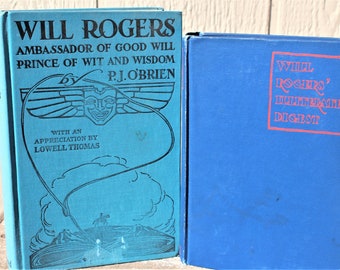 WILL ROGERS
AMBASSADOR OF GOOD WILL
PRINCE OF WIT AND WISDOM
P.J.O'BRIEN
WITH AN
APPRECIATION BY
LOWELL THOMAS
WILL
ROGERS'
ILLITERATE
DIGEST